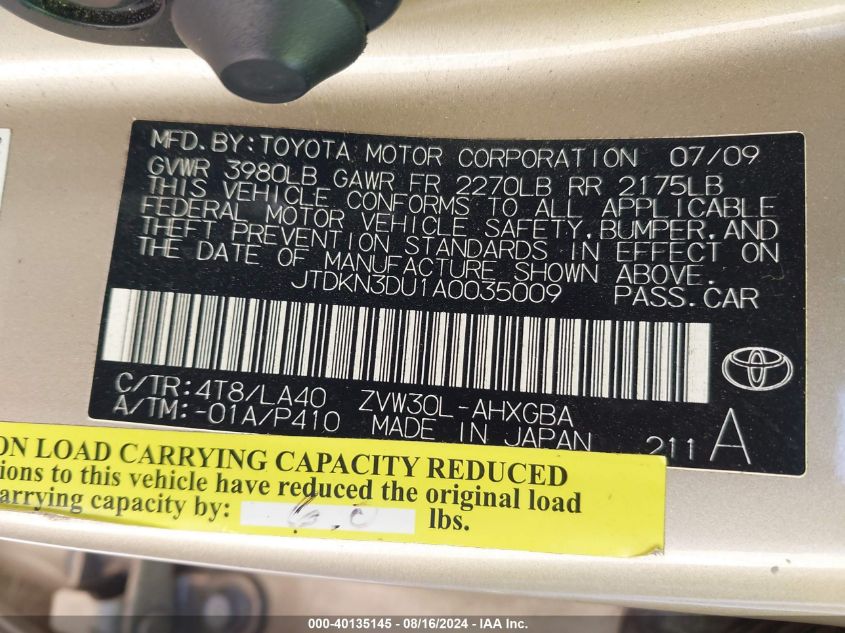 MFD. BY: TOYOTA MOTOR CORPORATION 07/09
GVWR 3980LB GAWR FR 2270LB RR 2175LB
THIS VEHICLE CONFORMS TO ALL APPLICABLE
FEDERAL MOTOR VEHICLE SAFETY, BUMPER, AND
THEFT PREVENTION STANDARDS IN EFFECT ON
THE DATE OF MANUFACTURE SHOWN ABOVE.
JTDKN3DU1A0035009 PASS. CAR
C/TR: 4T8/LA40 ZVW30L-AHXGBA
A/TM: -01A/P410 MADE IN JAPAN 211 A
ON LOAD CARRYING CAPACITY REDUCED
tions to this vehicle have reduced the original load
arrying capacity by: 6.0 lbs.
000-40135145 - 08/16/2024 - IAA Inc.